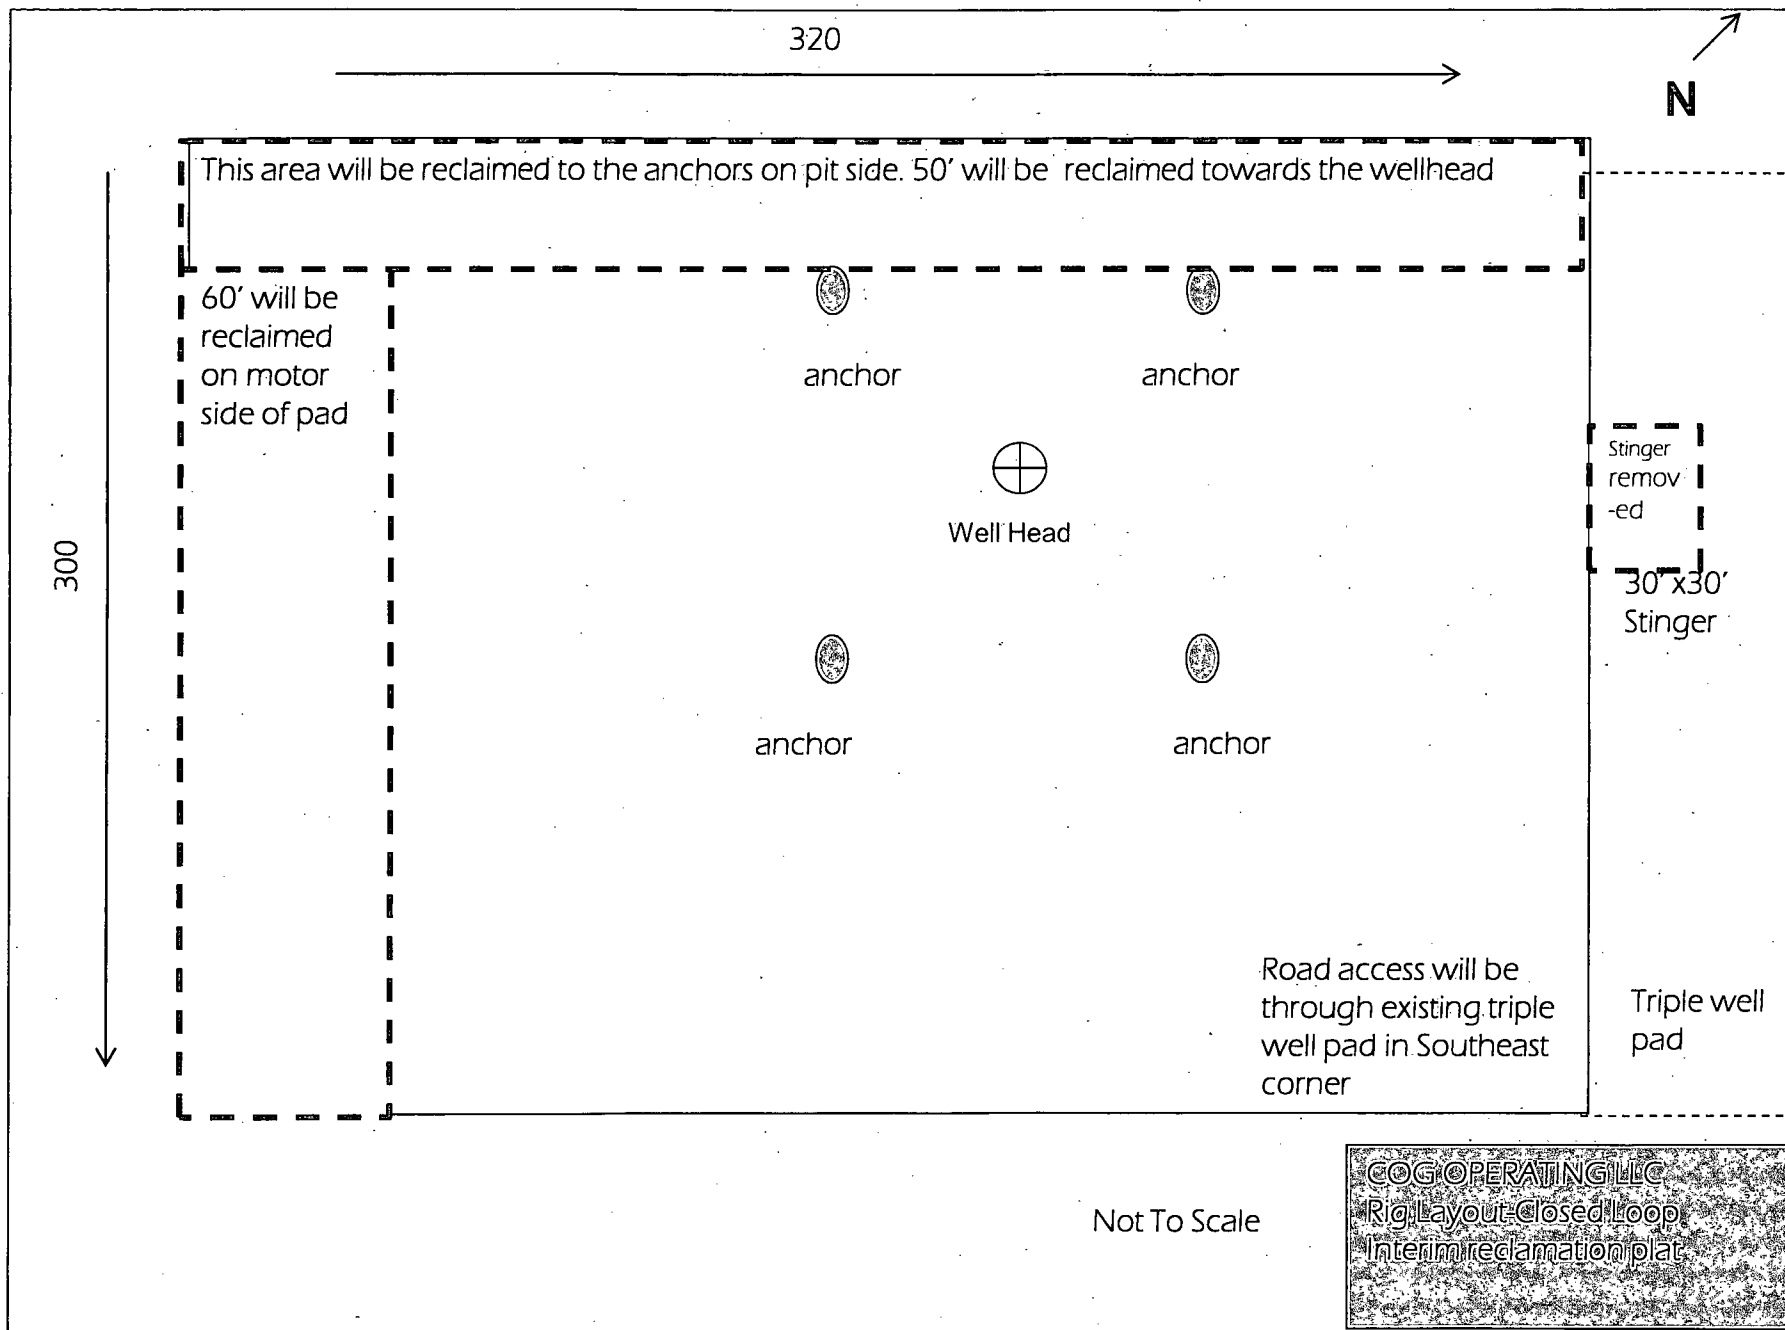 320
N
This area will be reclaimed to the anchors on pit side. 50' will be reclaimed towards the wellhead
60' will be
reclaimed
on motor
side of pad
anchor
anchor
Well Head
Stinger
remov
-ed
30'x30'
Stinger
300
anchor
anchor
Road access will be
through existing triple
well pad in Southeast
corner
Triple well
pad
Not To Scale
COG OPERATING LLC
Rig Layout-Closed Loop
Interim reclamation plat